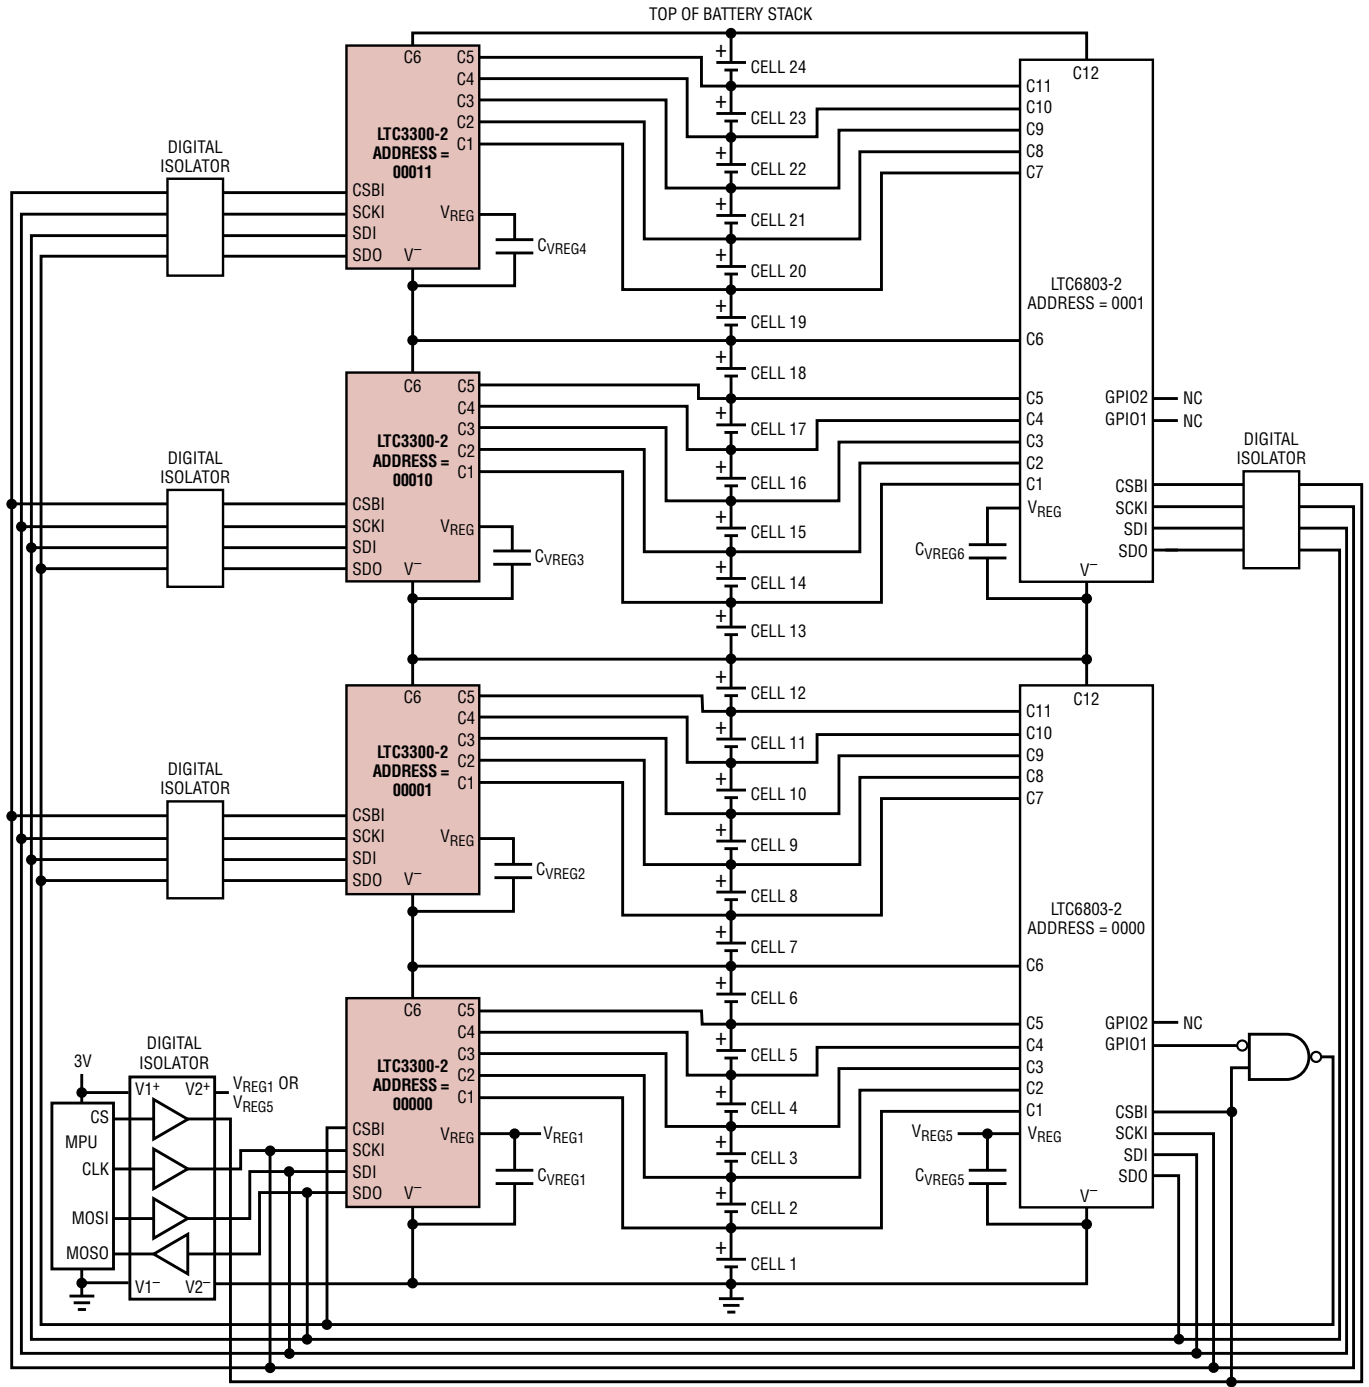 TOP OF BATTERY STACK
C6
C5
C4
C3
C2
C1
LTC3300-2
ADDRESS =
00011
CSBI
SCKI
SDI
SDO
VREG
V–
CVREG4
DIGITAL
ISOLATOR
+
CELL 24
+
CELL 23
+
CELL 22
+
CELL 21
+
CELL 20
+
CELL 19
C12
C11
C10
C9
C8
C7
LTC6803-2
ADDRESS = 0001
C6
C5
C4
C3
C2
C1
VREG
V–
GPIO2
NC
GPIO1
NC
CSBI
SCKI
SDI
SDO
CVREG6
DIGITAL
ISOLATOR
C6
C5
C4
C3
C2
C1
LTC3300-2
ADDRESS =
00010
CSBI
SCKI
SDI
SDO
VREG
V–
CVREG3
DIGITAL
ISOLATOR
+
CELL 18
+
CELL 17
+
CELL 16
+
CELL 15
+
CELL 14
+
CELL 13
C6
C5
C4
C3
C2
C1
LTC3300-2
ADDRESS =
00001
CSBI
SCKI
SDI
SDO
VREG
V–
CVREG2
DIGITAL
ISOLATOR
+
CELL 12
+
CELL 11
+
CELL 10
+
CELL 9
+
CELL 8
+
CELL 7
C12
C11
C10
C9
C8
C7
LTC6803-2
ADDRESS = 0000
C6
C5
C4
C3
C2
C1
VREG5
VREG
V–
GPIO2
NC
GPIO1
CSBI
SCKI
SDI
SDO
CVREG5
C6
C5
C4
C3
C2
C1
LTC3300-2
ADDRESS =
00000
CSBI
SCKI
SDI
SDO
VREG
VREG1
V–
CVREG1
+
CELL 6
+
CELL 5
+
CELL 4
+
CELL 3
+
CELL 2
+
CELL 1
DIGITAL
ISOLATOR
3V
V1+
V2+
VREG1 OR
VREG5
CS
MPU
CLK
MOSI
MOSO
V1–
V2–